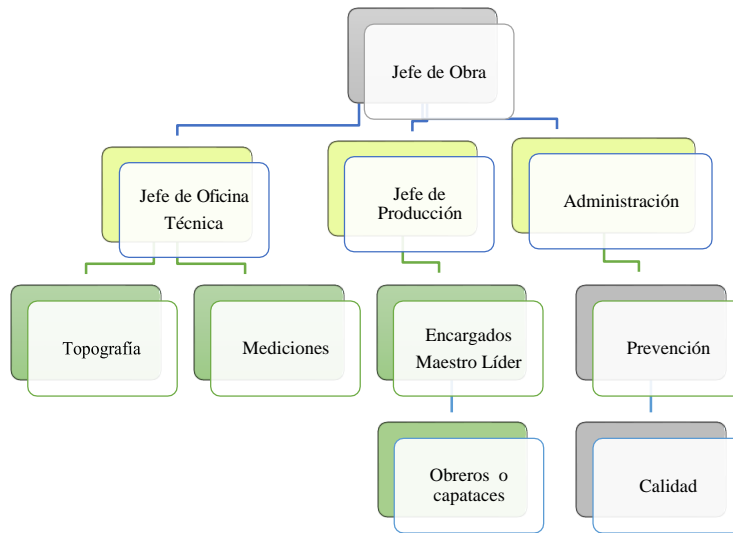 Jefe de Obra
Jefe de Oficina
Técnica
Jefe de
Producción
Administración
Topografía
Mediciones
Encargados
Maestro Líder
Prevención
Obreros o
capataces
Calidad